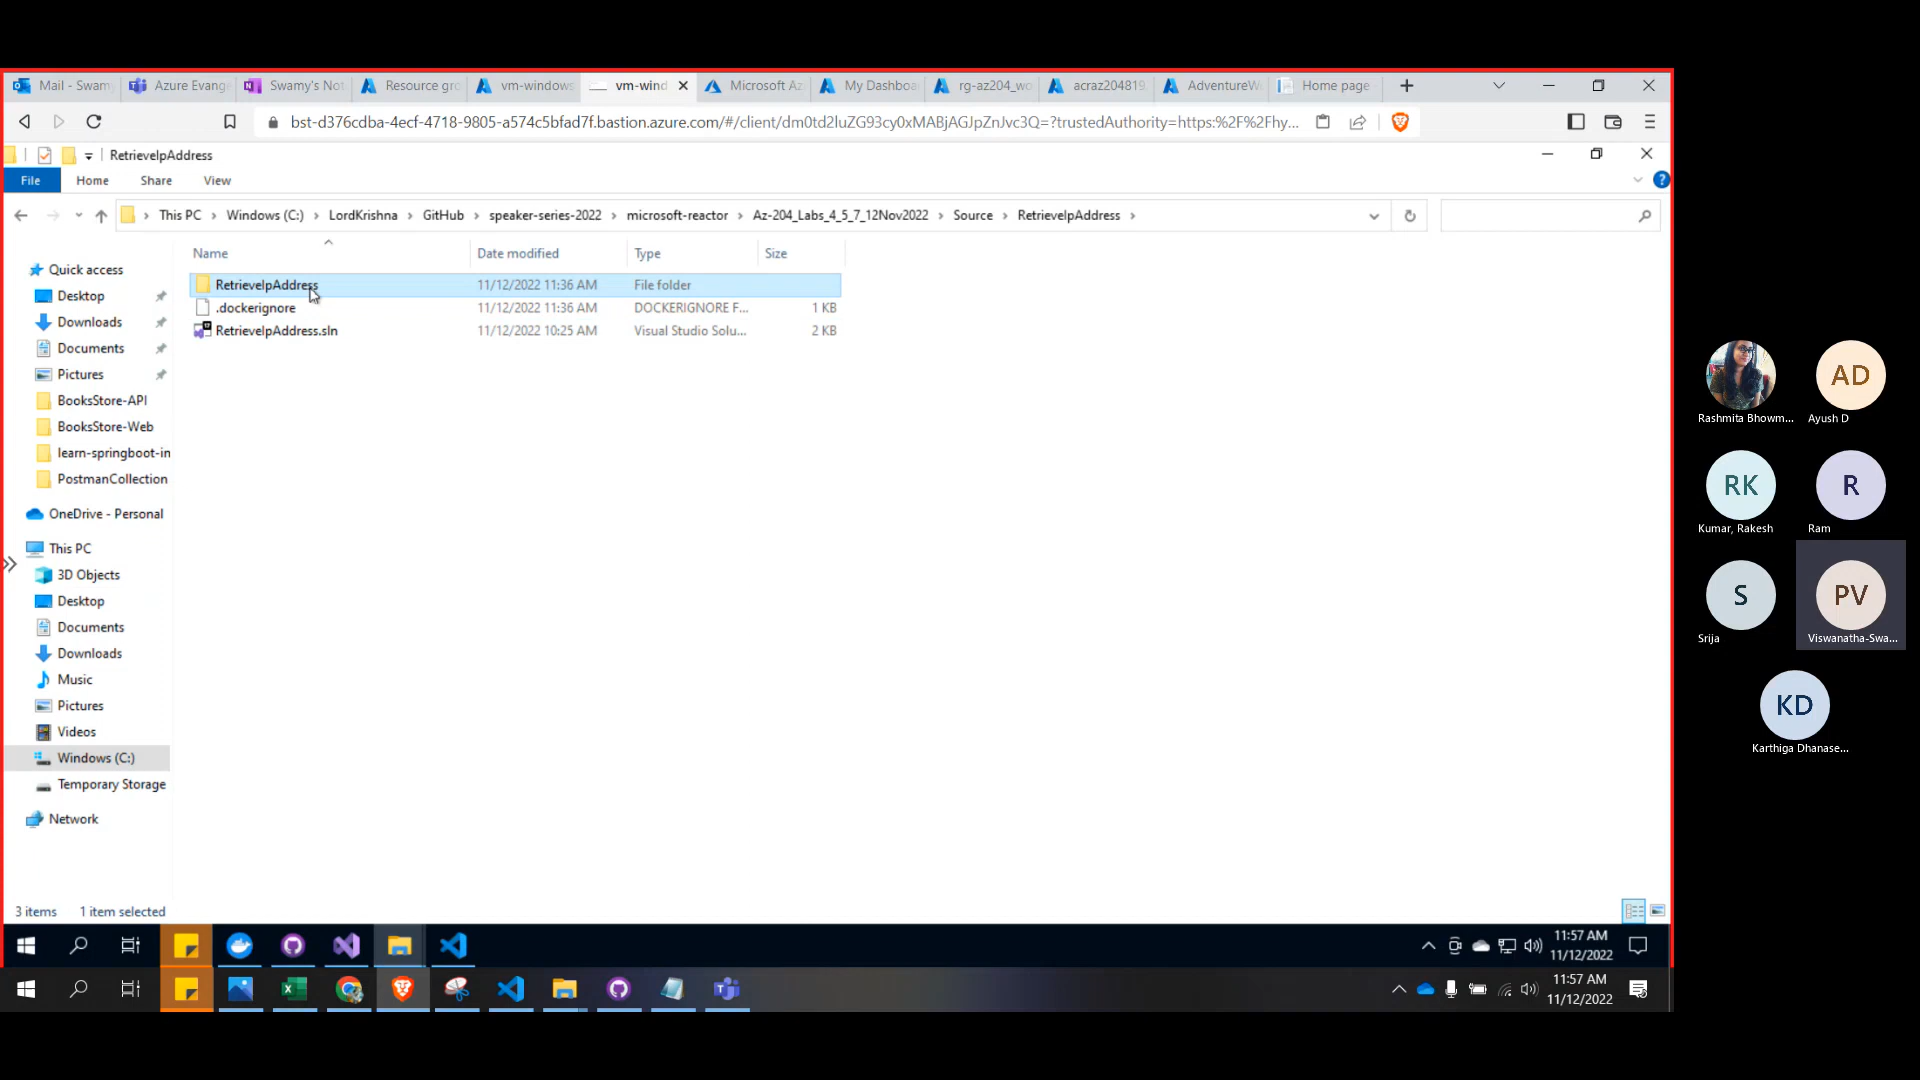 Mail - Swamy
Azure Evange
Swamy's Not
Resource gro
vm-windows
vm-wind
Microsoft Az
My Dashboa
rg-az204_wo
acraz204819
AdventureW
Home page
bst-d376cdba-4ecf-4718-9805-a574c5bfad7f.bastion.azure.com/#/client/dm0td2luZG93cy0xMABjAGJpZnJvc3Q=?trustedAuthority=https:%2F%2Fhy...
RetrieveIpAddress
File
Home
Share
View
This PC > Windows (C:) > LordKrishna > GitHub > speaker-series-2022 > microsoft-reactor > Az-204_Labs_4_5_7_12Nov2022 > Source > RetrieveIpAddress >
Name
Date modified
Type
Size
RetrieveIpAddress
11/12/2022 11:36 AM
File folder
.dockerignore
11/12/2022 11:36 AM
DOCKERIGNORE F...
1 KB
RetrieveIpAddress.sln
11/12/2022 10:25 AM
Visual Studio Solu...
2 KB
Quick access
Desktop
Downloads
Documents
Pictures
BooksStore-API
BooksStore-Web
learn-springboot-in
PostmanCollection
OneDrive - Personal
This PC
3D Objects
Desktop
Documents
Downloads
Music
Pictures
Videos
Windows (C:)
Temporary Storage
Network
3 items
1 item selected
11:57 AM
11/12/2022
11:57 AM
11/12/2022
Rashmita Bhowm...
AD
Ayush D
RK
Kumar, Rakesh
R
Ram
S
Srija
PV
Viswanatha-Swa...
KD
Karthiga Dhanase...